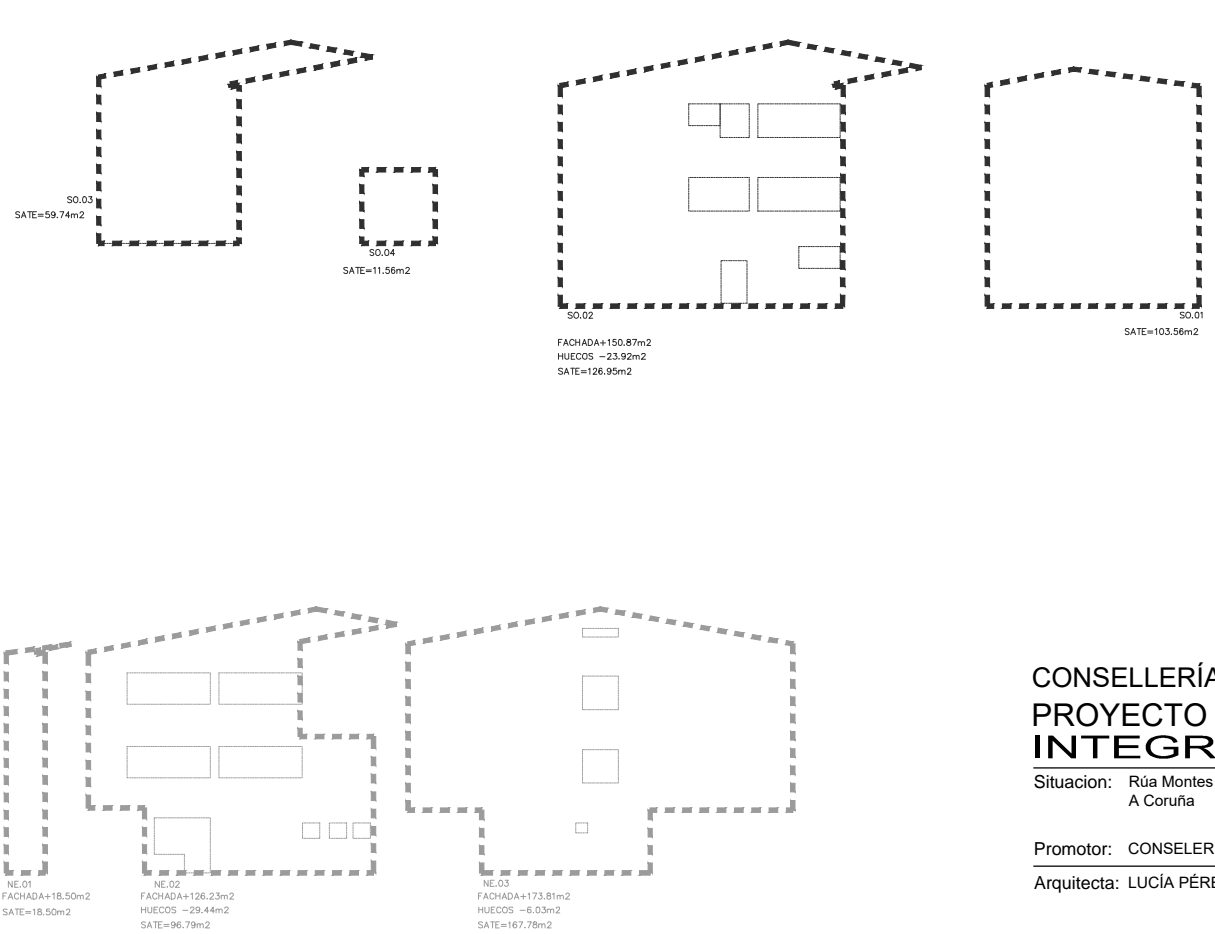 SO.03
SATE=59.74m2
SO.04
SATE=11.56m2
SO.02
FACHADA+150.87m2
HUECOS −23.92m2
SATE=126.95m2
SO.01
SATE=103.56m2
NE.01
FACHADA+18.50m2
SATE=18.50m2
NE.02
FACHADA+126.23m2
HUECOS −29.44m2
SATE=96.79m2
NE.03
FACHADA+173.81m2
HUECOS −6.03m2
SATE=167.78m2
CONSELLERÍA
PROYECTO
INTEGR
Situacion: Rúa Montes
A Coruña
Promotor: CONSELER
Arquitecta: LUCÍA PÉRE